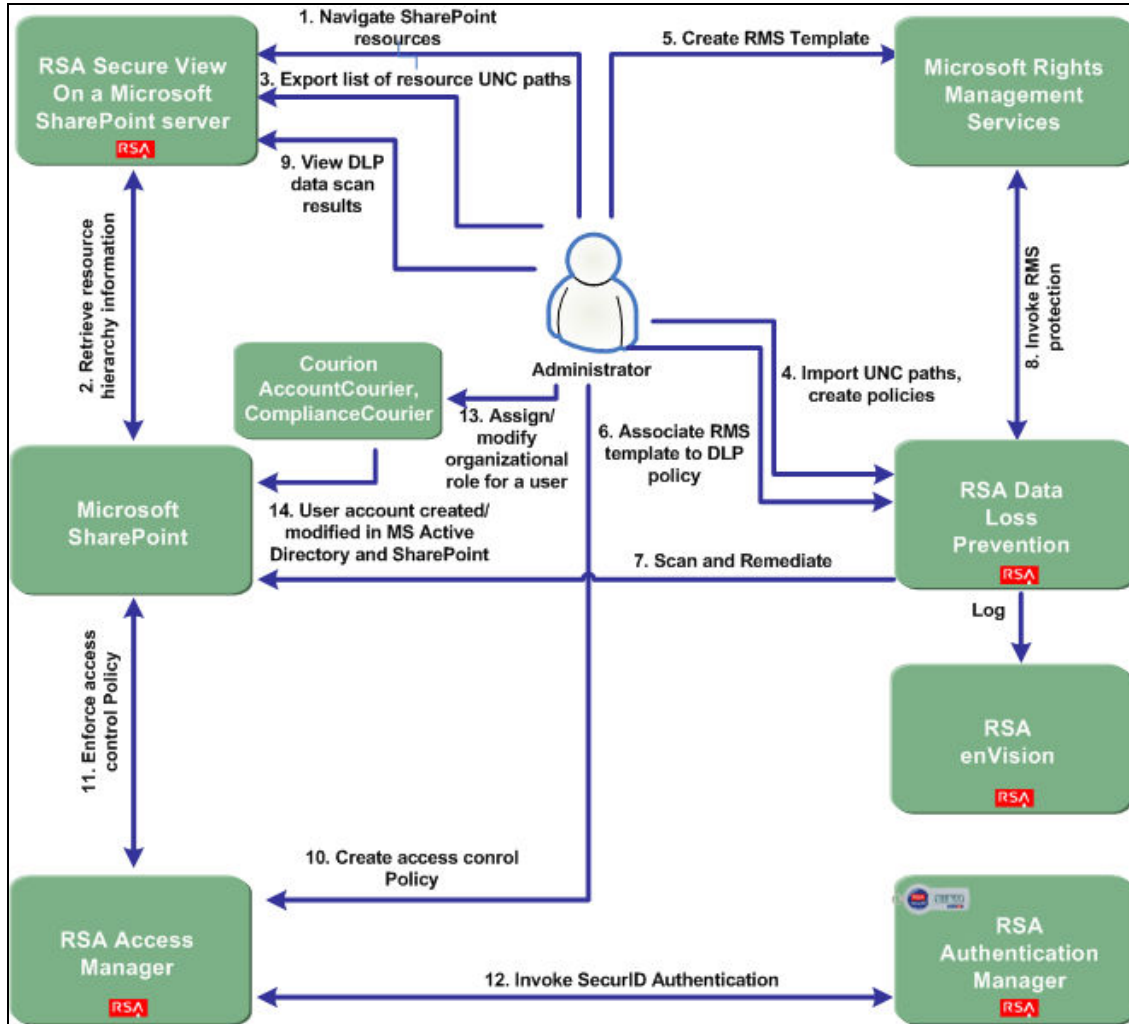 1. Navigate SharePoint
resources
3. Export list of resource UNC paths
9. View DLP
data scan
results
5. Create RMS Template
RSA Secure View
On a Microsoft
SharePoint server
RSA
Microsoft Rights
Management
Services
2. Retrieve resource
hierarchy information
8. Invoke RMS
protection
Administrator
Courion
AccountCourier,
ComplianceCourier
13. Assign/
modify
organizational
role for a user
4. Import UNC paths,
create policies
6. Associate RMS
template to DLP
policy
Microsoft
SharePoint
14. User account created/
modified in MS Active
Directory and SharePoint
7. Scan and Remediate
RSA Data
Loss
Prevention
RSA
Log
11. Enforce access
control Policy
RSA
enVision
RSA
10. Create access conrol
Policy
RSA Access
Manager
RSA
12. Invoke SecurID Authentication
RSA
Authentication
Manager
RSA